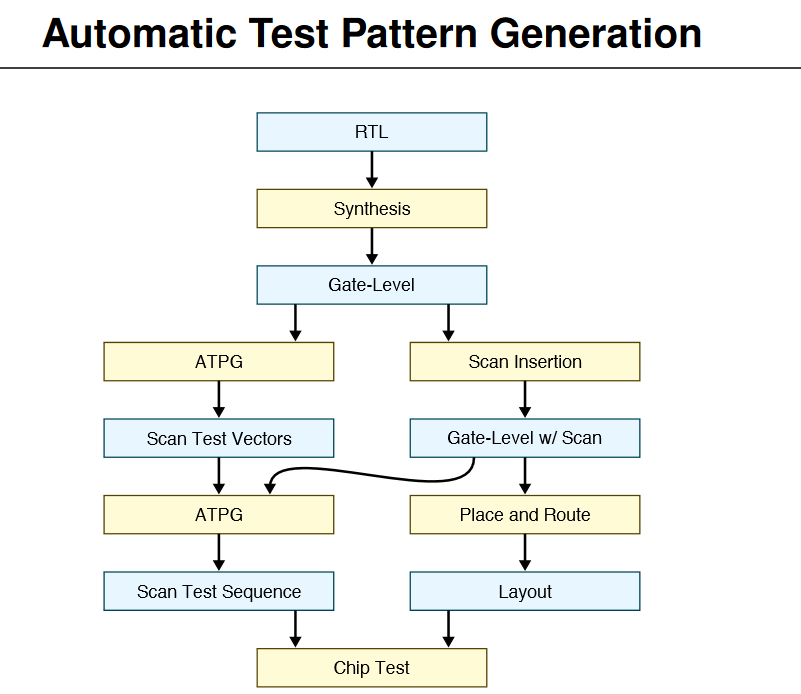 Automatic Test Pattern Generation
RTL
Synthesis
Gate-Level
ATPG
Scan Insertion
Scan Test Vectors
Gate-Level w/ Scan
ATPG
Place and Route
Scan Test Sequence
Layout
Chip Test